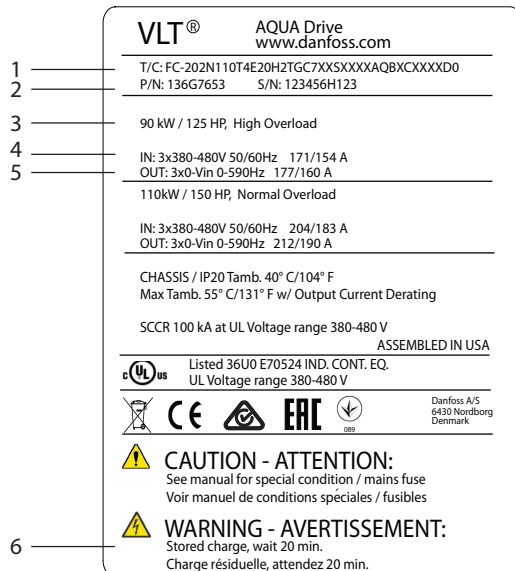 VLT® AQUA Drive
www.danfoss.com
1 T/C: FC-202N110T4E20H2TGC7XXSXXXXAQBXCXXXXD0
2 P/N: 136G7653 S/N: 123456H123
3 90 kW / 125 HP, High Overload
4 IN: 3x380-480V 50/60Hz 171/154 A
5 OUT: 3x0-Vin 0-590Hz 177/160 A
110kW / 150 HP, Normal Overload
IN: 3x380-480V 50/60Hz 204/183 A
OUT: 3x0-Vin 0-590Hz 212/190 A
CHASSIS / IP20 Tamb. 40° C/104° F
Max Tamb. 55° C/131° F w/ Output Current Derating
SCCR 100 kA at UL Voltage range 380-480 V
ASSEMBLED IN USA
c UL us Listed 36U0 E70524 IND. CONT. EQ.
UL Voltage range 380-480 V
CE EAC 089
Danfoss A/S
6430 Nordborg
Denmark
CAUTION - ATTENTION:
See manual for special condition / mains fuse
Voir manuel de conditions spéciales / fusibles
WARNING - AVERTISSEMENT:
6 Stored charge, wait 20 min.
Charge résiduelle, attendez 20 min.